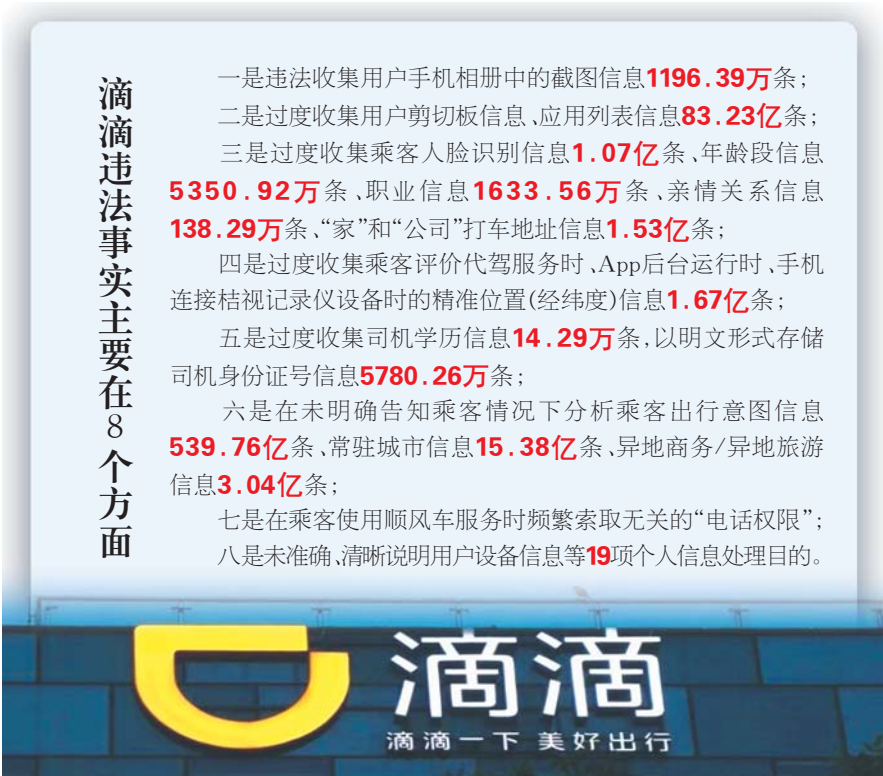 滴滴违法事实主要在8个方面
一是违法收集用户手机相册中的截图信息1196.39万条；
二是过度收集用户剪切板信息、应用列表信息83.23亿条；
三是过度收集乘客人脸识别信息1.07亿条、年龄段信息
5350.92万条、职业信息1633.56万条、亲情关系信息
138.29万条、“家”和“公司”打车地址信息1.53亿条；
四是过度收集乘客评价代驾服务时、App后台运行时、手机
连接桔视记录仪设备时的精准位置(经纬度)信息1.67亿条；
五是过度收集司机学历信息14.29万条，以明文形式存储
司机身份证号信息5780.26万条；
六是在未明确告知乘客情况下分析乘客出行意图信息
539.76亿条、常驻城市信息15.38亿条、异地商务/异地旅游
信息3.04亿条；
七是在乘客使用顺风车服务时频繁索取无关的“电话权限”；
八是未准确、清晰说明用户设备信息等19项个人信息处理目的。
滴滴
滴滴一下 美好出行